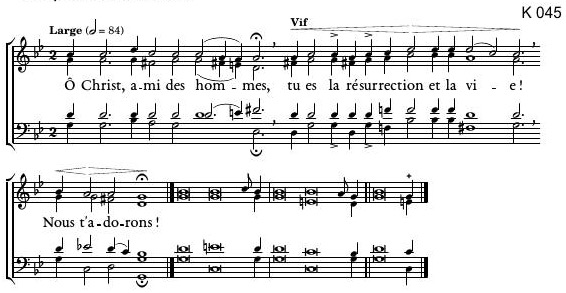 K 045
Large (𝅗𝅥 = 84)
Vif
Ô Christ, a-mi des hom - mes, tu es la résurrection et la vi - e!
Nous t'a-do-rons!